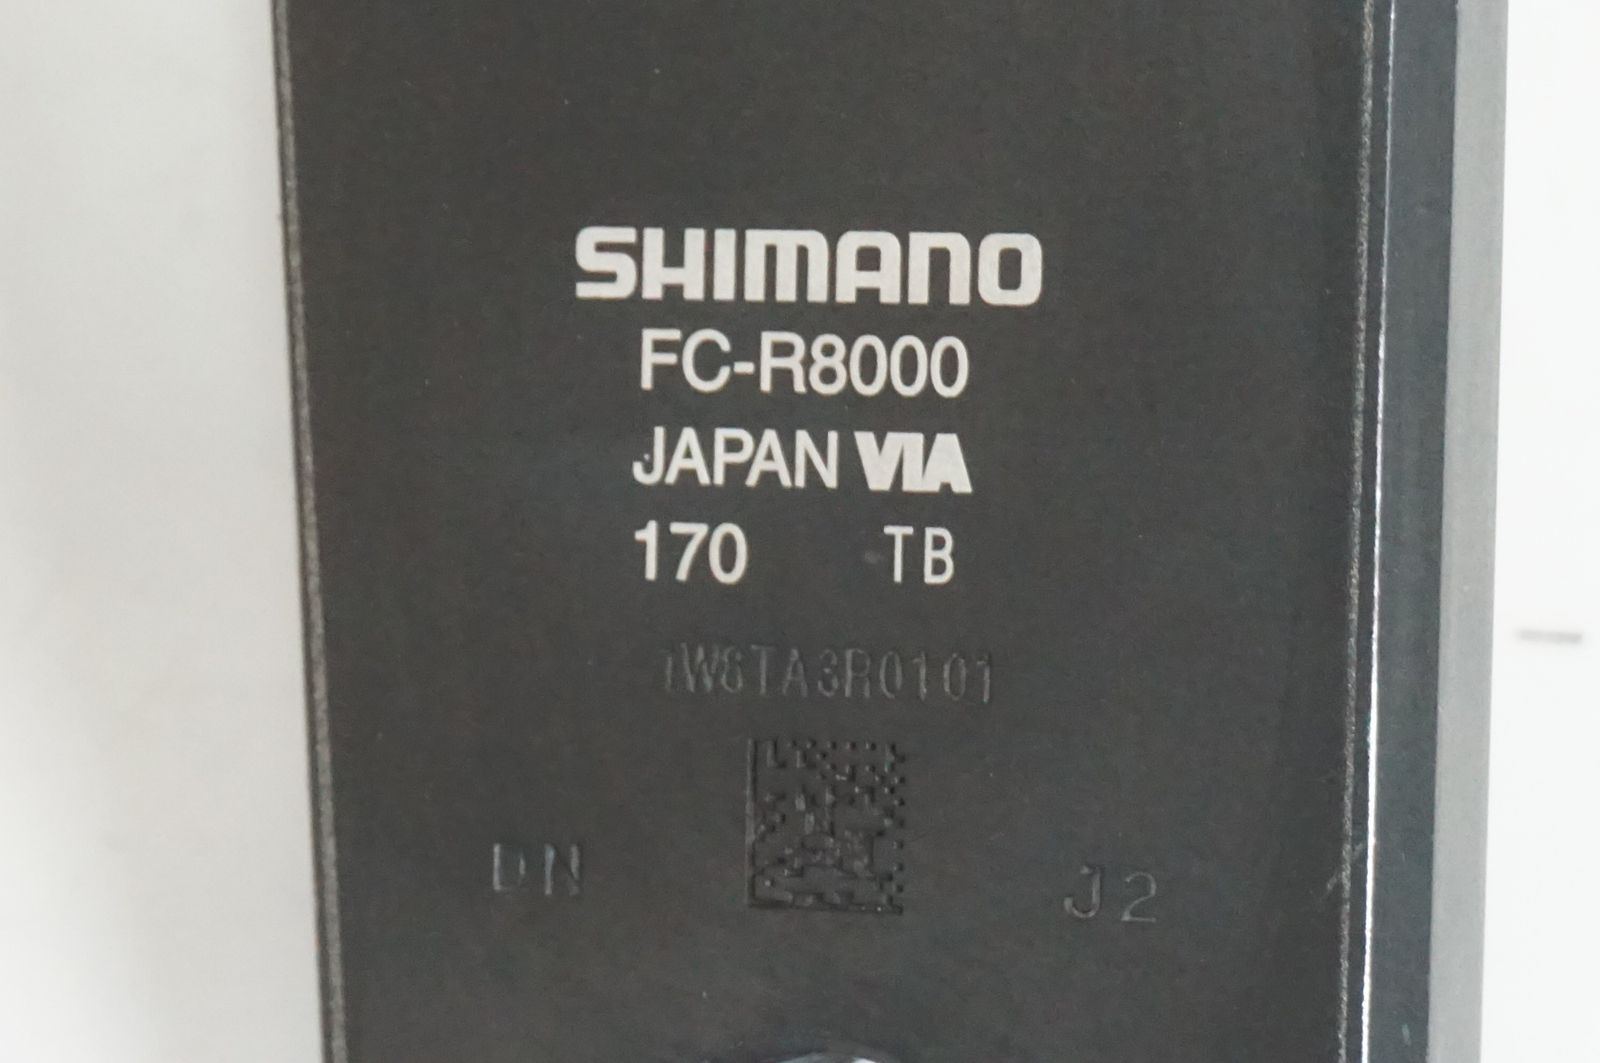 SHIMANO
FC-R8000
JAPAN VIA
170 TB
1W8TA3R0101
DN J2